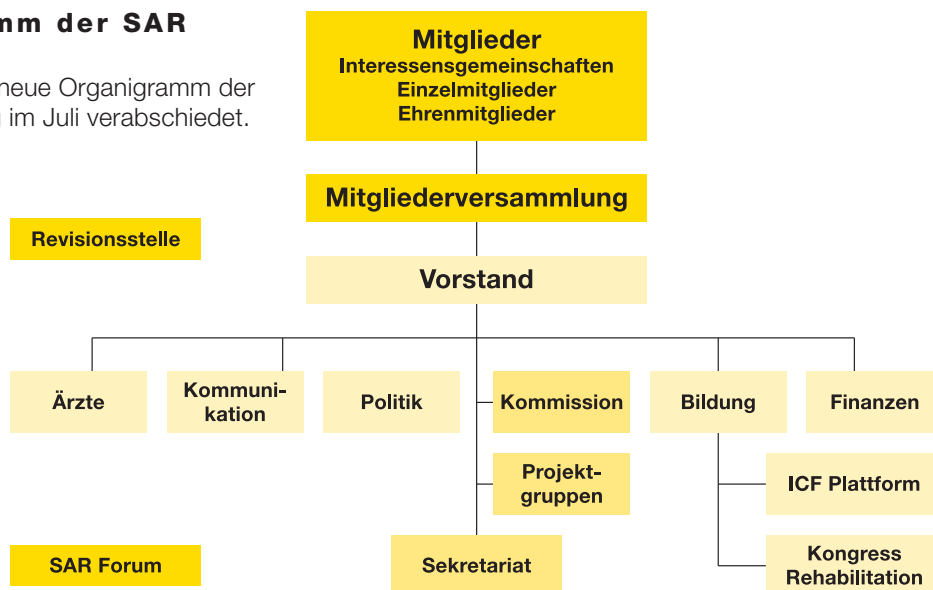 mm der SAR
neue Organigramm der
im Juli verabschiedet.
Mitglieder
Interessensgemeinschaften
Einzelmitglieder
Ehrenmitglieder
Mitgliederversammlung
Revisionsstelle
Vorstand
Ärzte
Kommuni-
kation
Politik
Kommission
Bildung
Finanzen
Projekt-
gruppen
ICF Plattform
SAR Forum
Sekretariat
Kongress
Rehabilitation